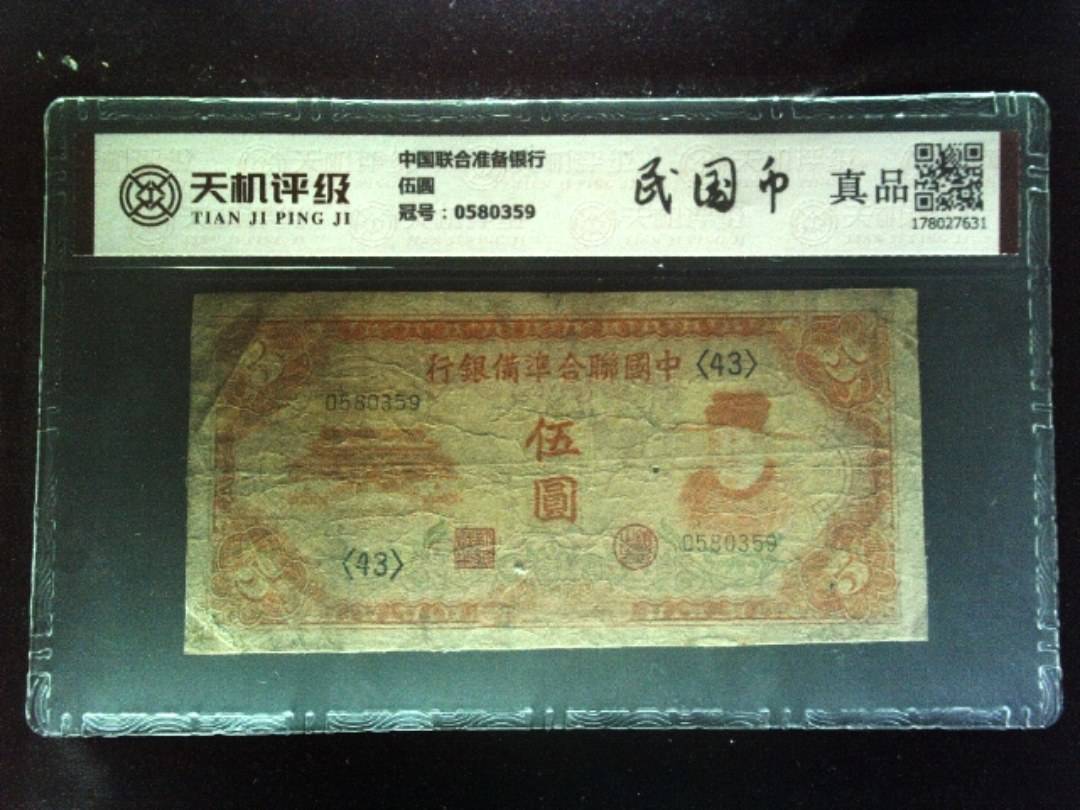 天机评级
TIAN JI PING JI
中国联合准备银行
伍圆
冠号：0580359
民国币
真品
178027631
行銀備準合聯國中
〈43〉
0580359
伍
圓
〈43〉
0580359